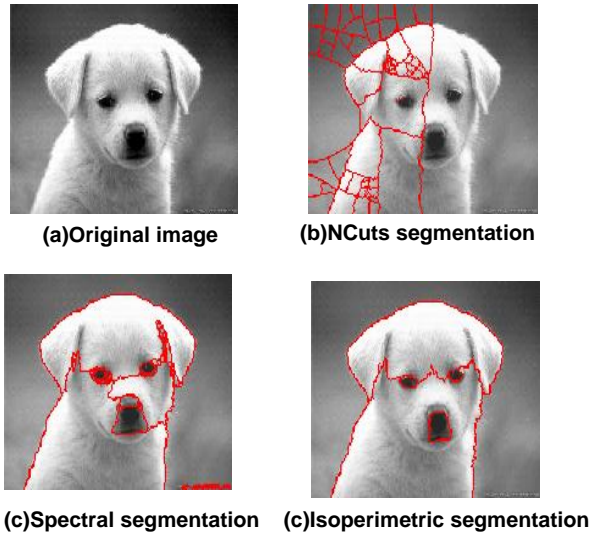 (a)Original image
(b)NCuts segmentation
(c)Spectral segmentation
(c)Isoperimetric segmentation